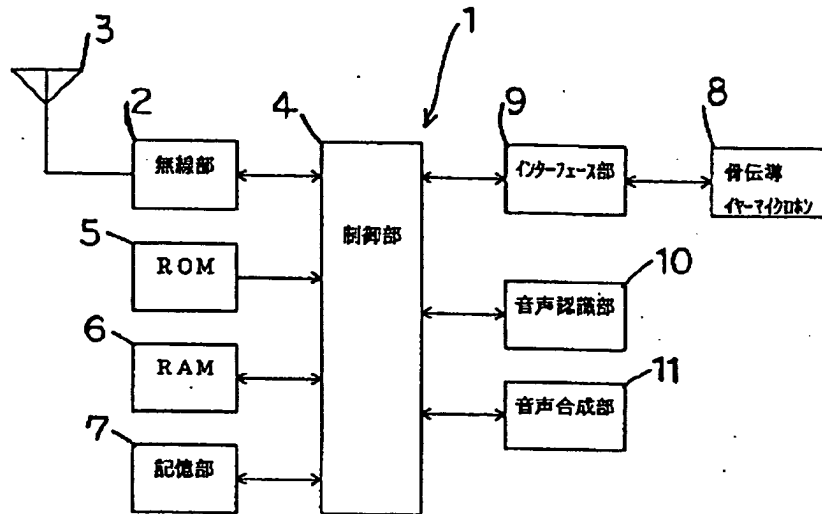 1
3
2
4
9
8
無線部
インターフェース部
骨伝導
イヤーマイクロホン
5
制御部
ROM
10
音声認識部
6
RAM
11
音声合成部
7
記憶部